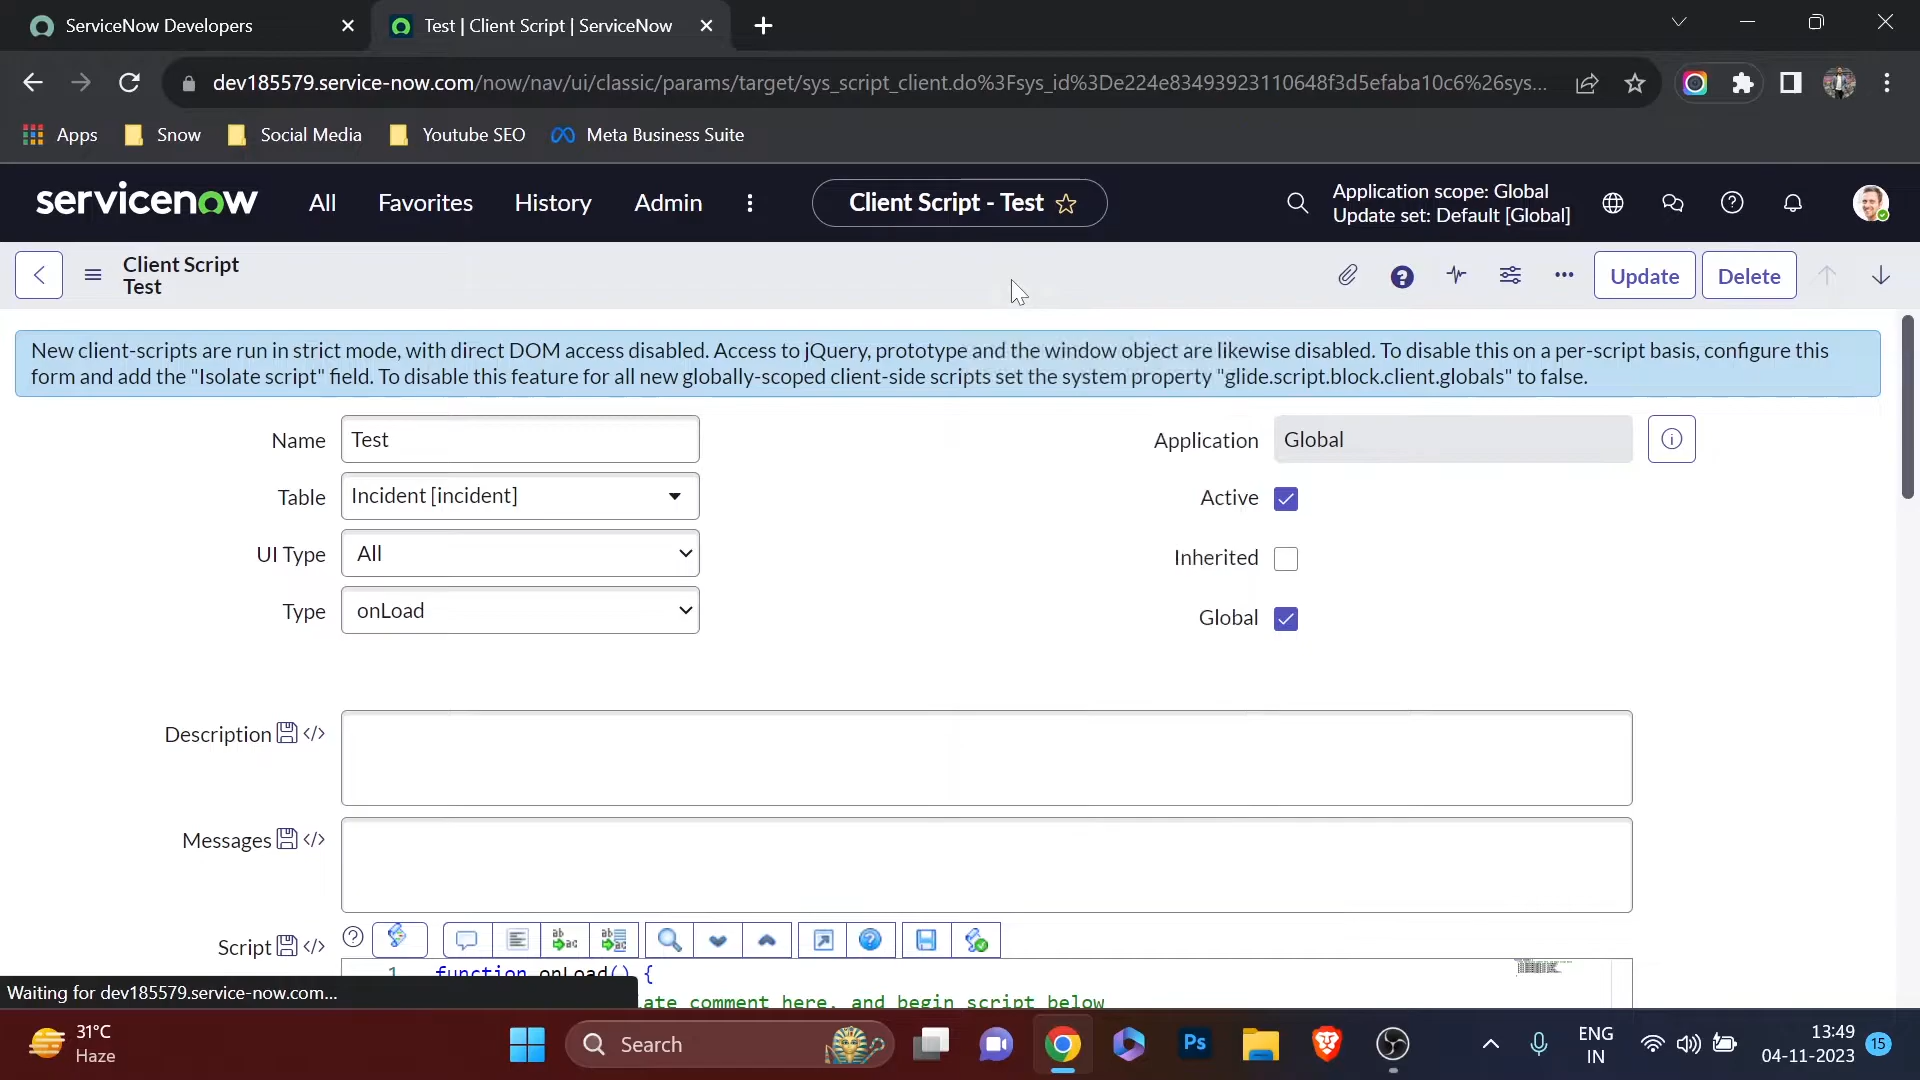 ServiceNow Developers
Test | Client Script | ServiceNow
dev185579.service-now.com/now/nav/ui/classic/params/target/sys_script_client.do%3Fsys_id%3De224e83493923110648f3d5efaba10c6%26sys...
Apps
Snow
Social Media
Youtube SEO
Meta Business Suite
servicenow
All
Favorites
History
Admin
Client Script - Test
Application scope: Global
Update set: Default [Global]
Client Script
Test
Update
Delete
New client-scripts are run in strict mode, with direct DOM access disabled. Access to jQuery, prototype and the window object are likewise disabled. To disable this on a per-script basis, configure this
form and add the "Isolate script" field. To disable this feature for all new globally-scoped client-side scripts set the system property "glide.script.block.client.globals" to false.
Name
Test
Application
Global
Table
Incident [incident]
Active
UI Type
All
Inherited
Type
onLoad
Global
Description
Messages
Script
1 function onLoad() {
ate comment here, and begin script below
Waiting for dev185579.service-now.com...
31°C
Haze
Search
Ps
ENG
IN
13:49
04-11-2023
15